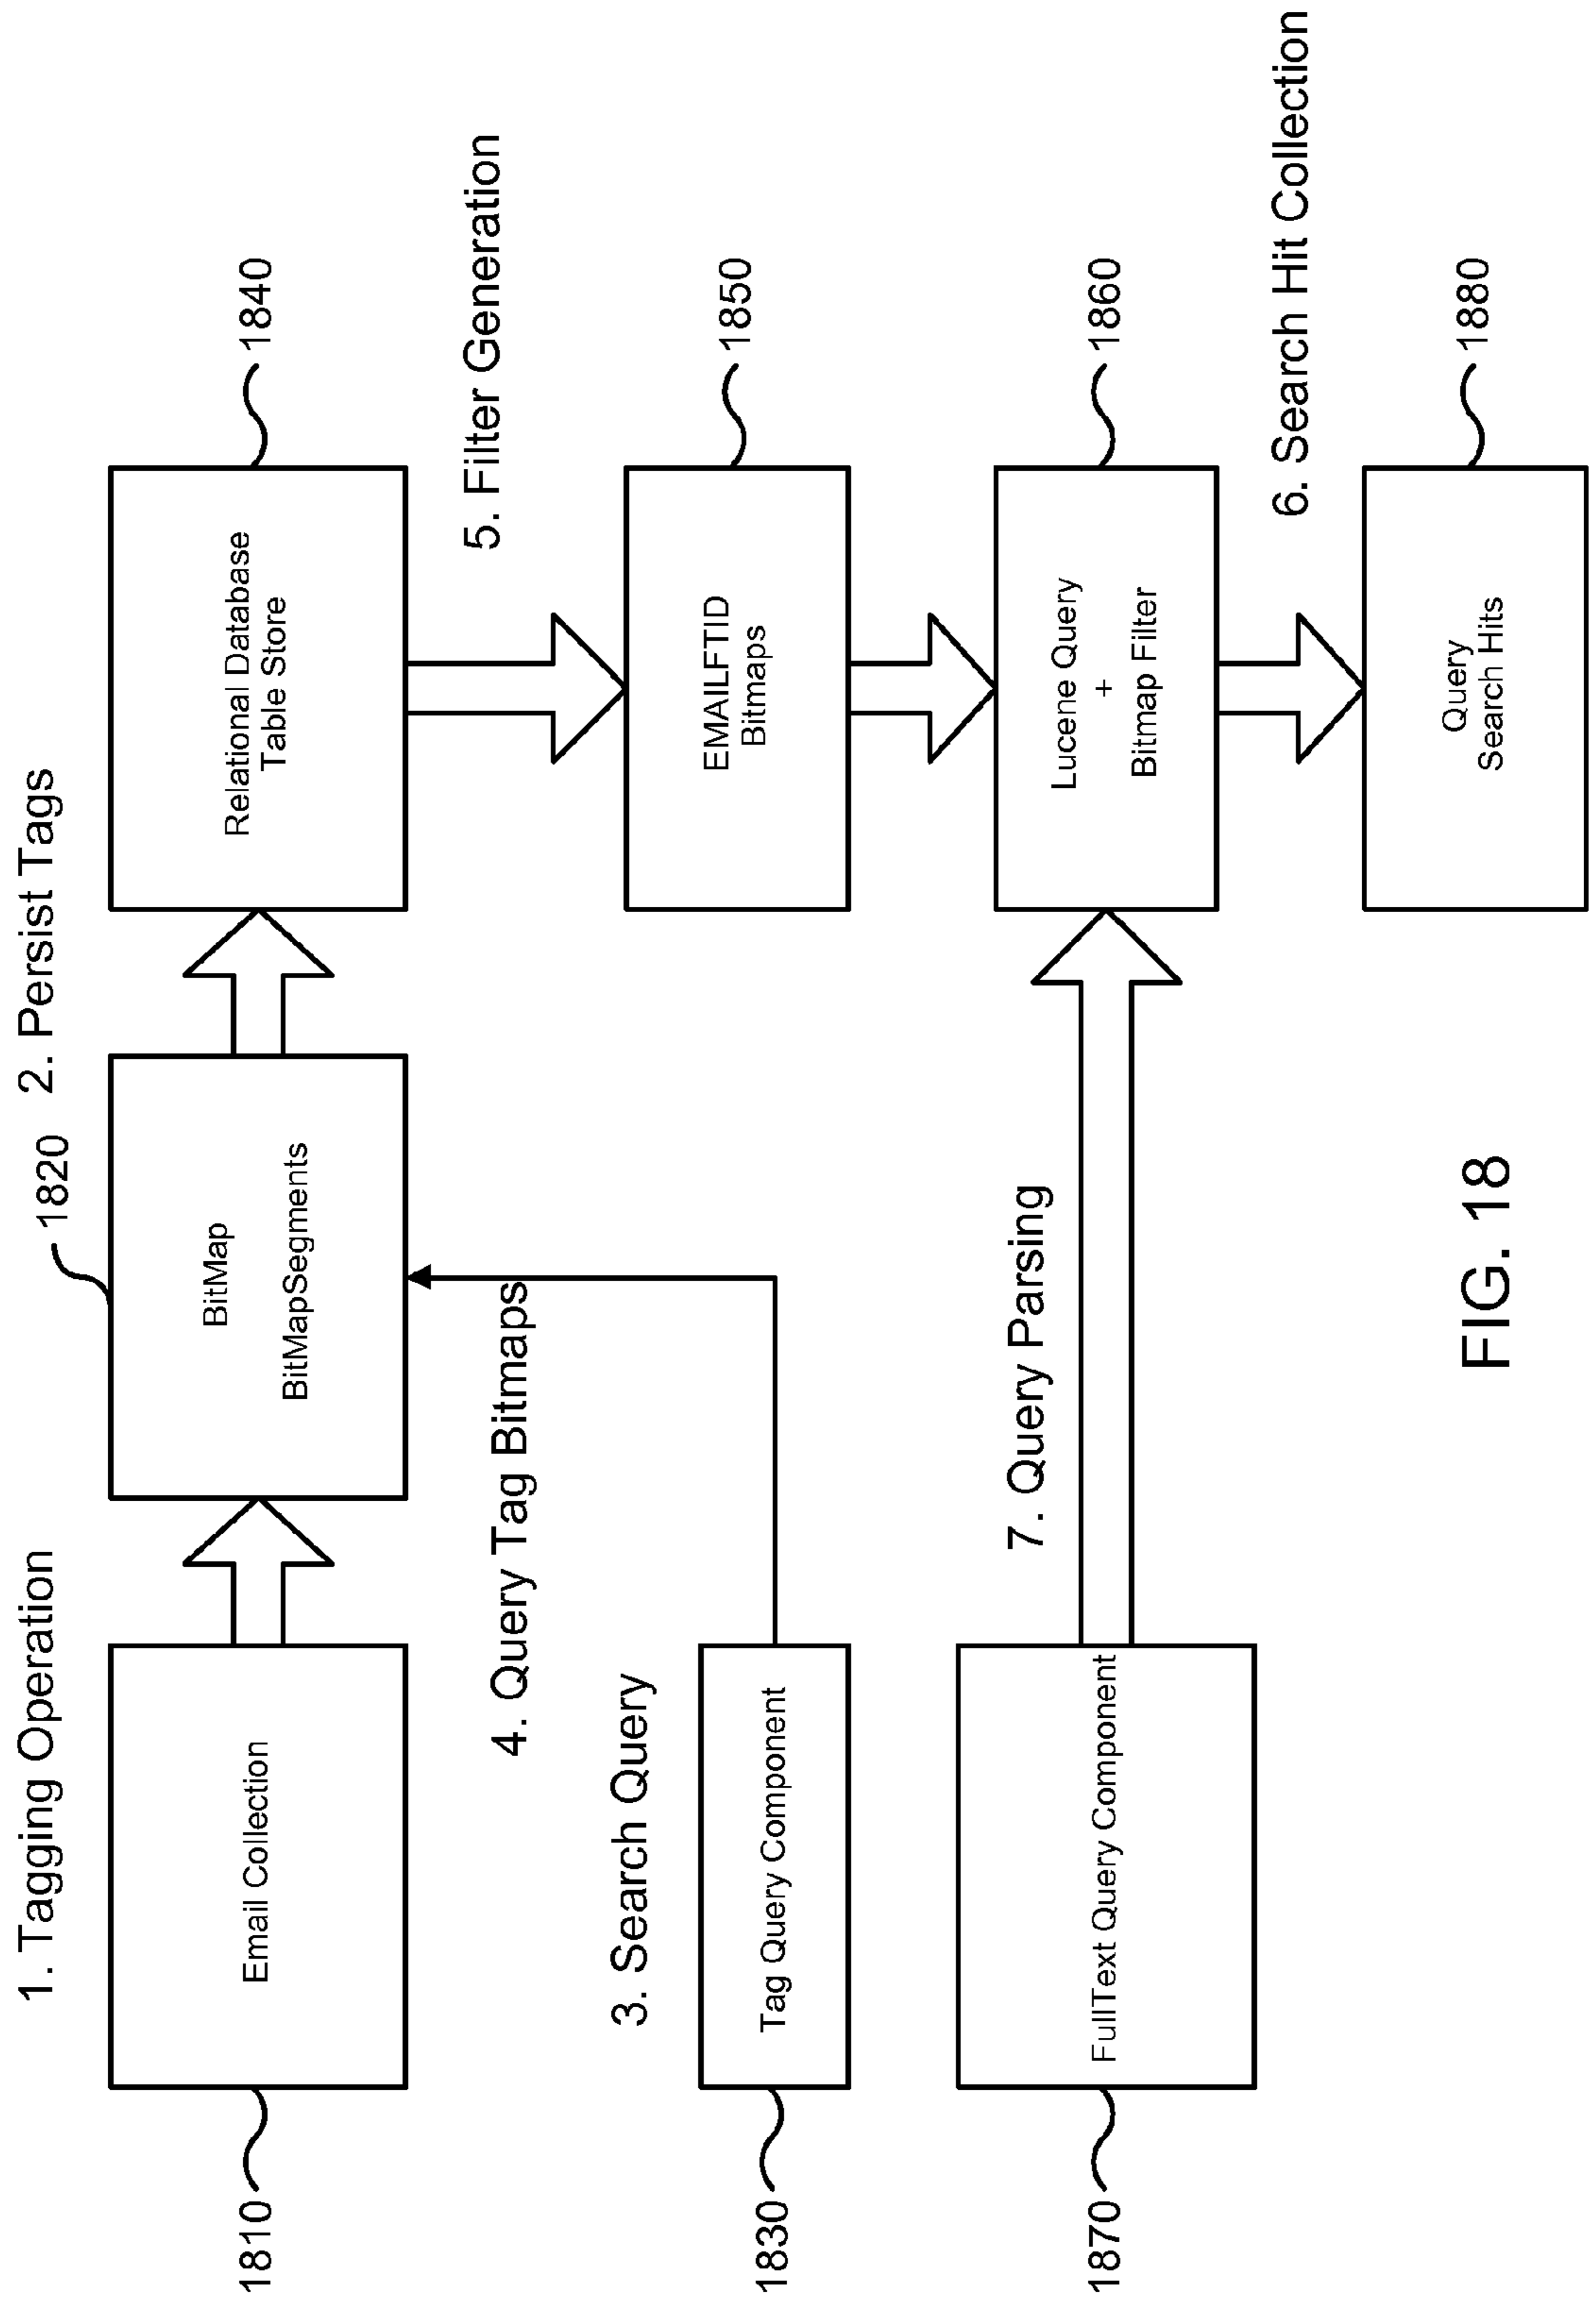 1. Tagging Operation
2. Persist Tags
1820
1810
Email Collection
BitMap
BitMapSegments
Relational Database
Table Store
1840
4. Query Tag Bitmaps
5. Filter Generation
3. Search Query
1830
Tag Query Component
EMAILFTID
Bitmaps
1850
7. Query Parsing
1870
FullText Query Component
Lucene Query
+
Bitmap Filter
1860
6. Search Hit Collection
Query
Search Hits
1880
FIG. 18